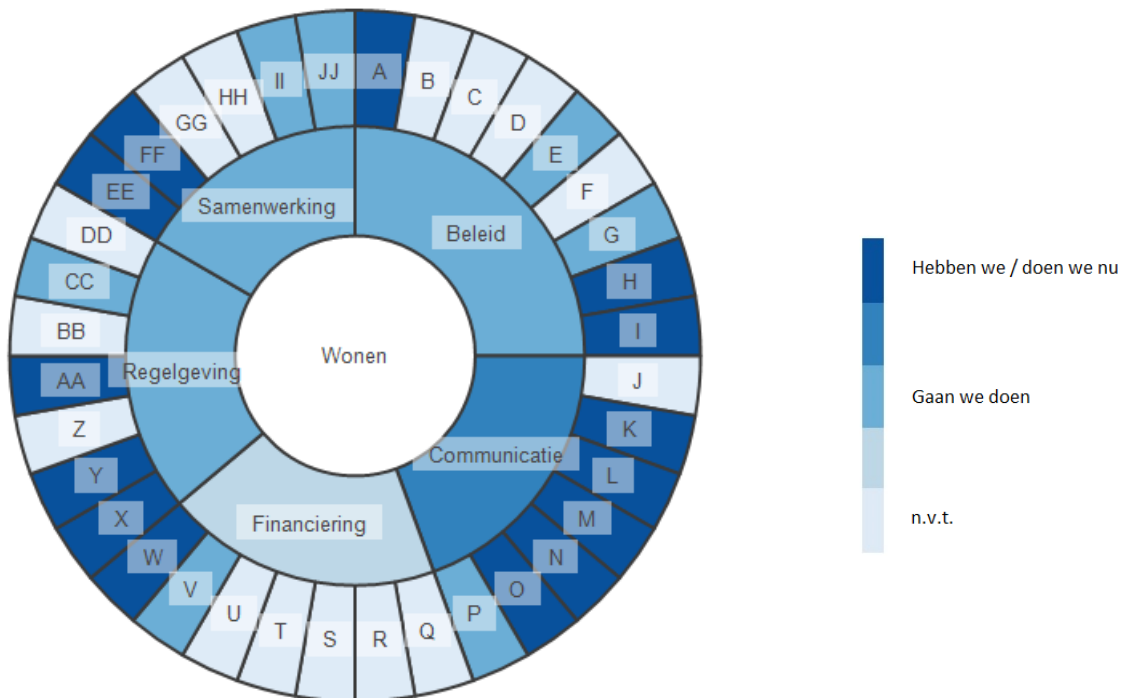 A
B
C
D
E
F
G
H
I
J
K
L
M
N
O
P
Q
R
S
T
U
V
W
X
Y
Z
AA
BB
CC
DD
EE
FF
GG
HH
II
JJ
Samenwerking
Beleid
Wonen
Regelgeving
Communicatie
Financiering
Hebben we / doen we nu
Gaan we doen
n.v.t.